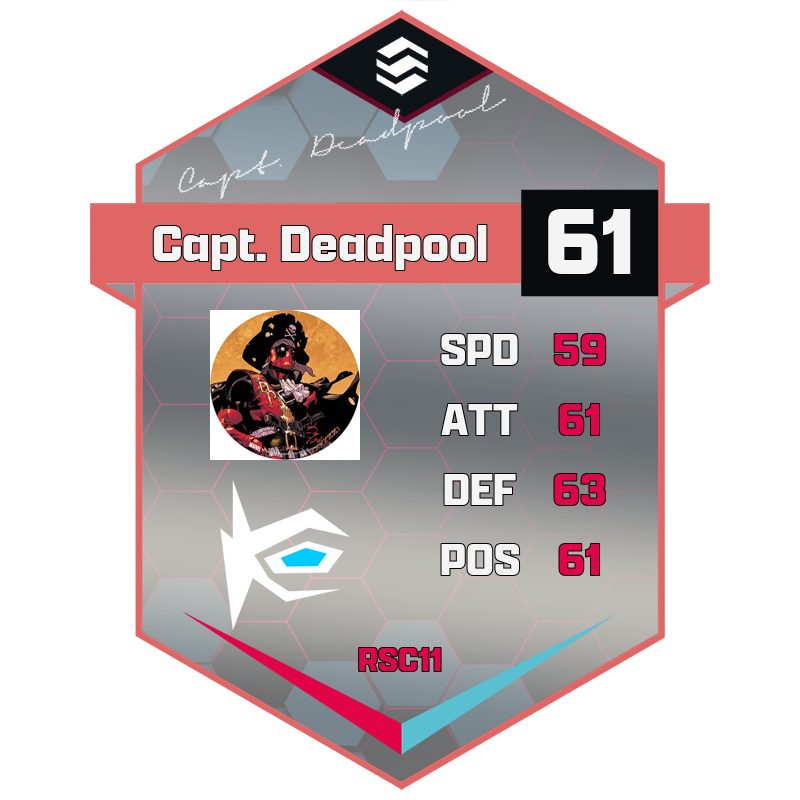 Capt. Deadpool
Capt. Deadpool 61
SPD 59
ATT 61
DEF 63
POS 61
RSC11